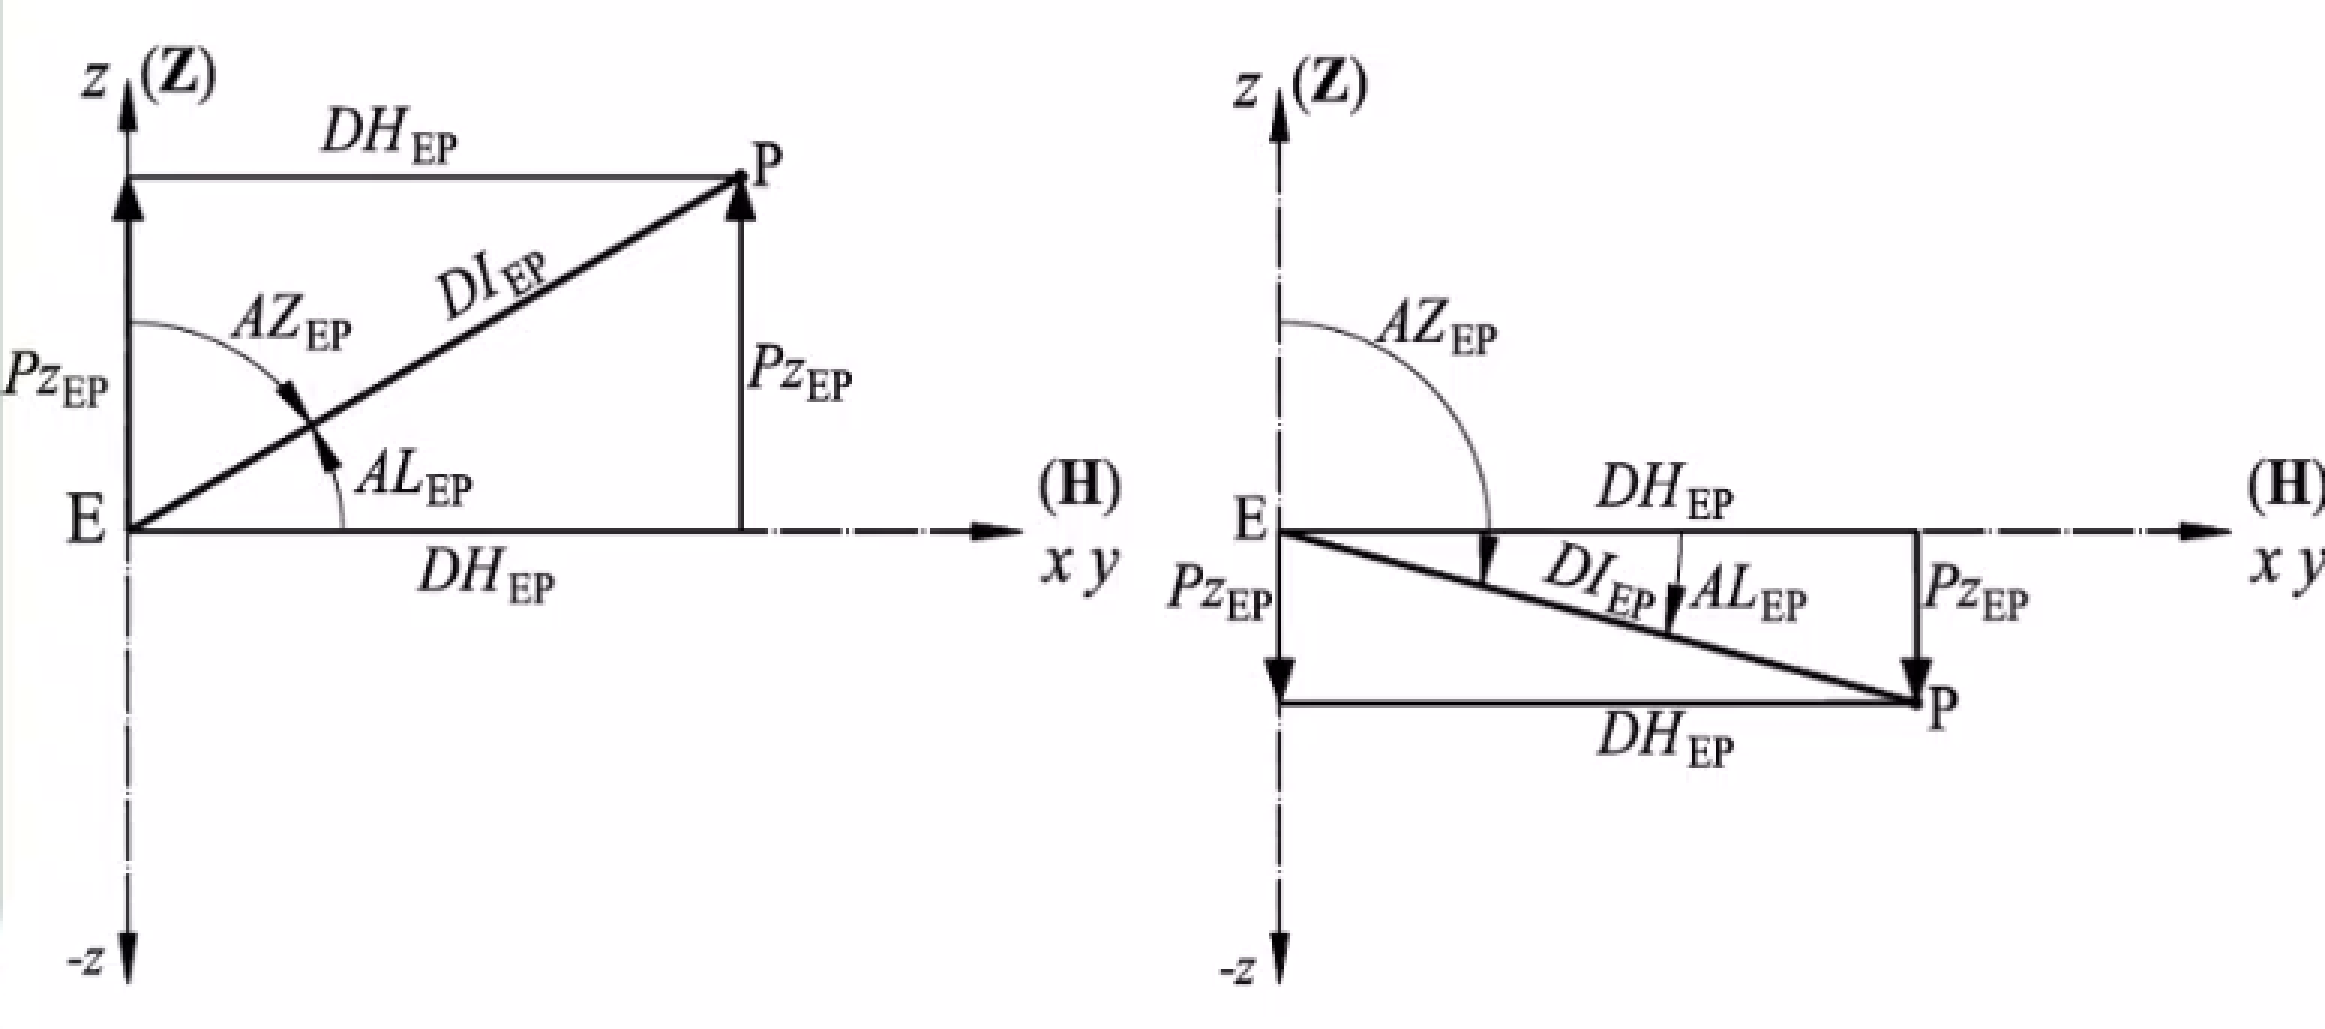 z (Z)
DH EP
P
DI EP
AZ EP
Pz EP
Pz EP
AL EP
E
(H)
x y
DH EP
-z
z (Z)
AZ EP
DH EP
(H)
E
x y
Pz EP
DI EP
AL EP
Pz EP
P
DH EP
-z